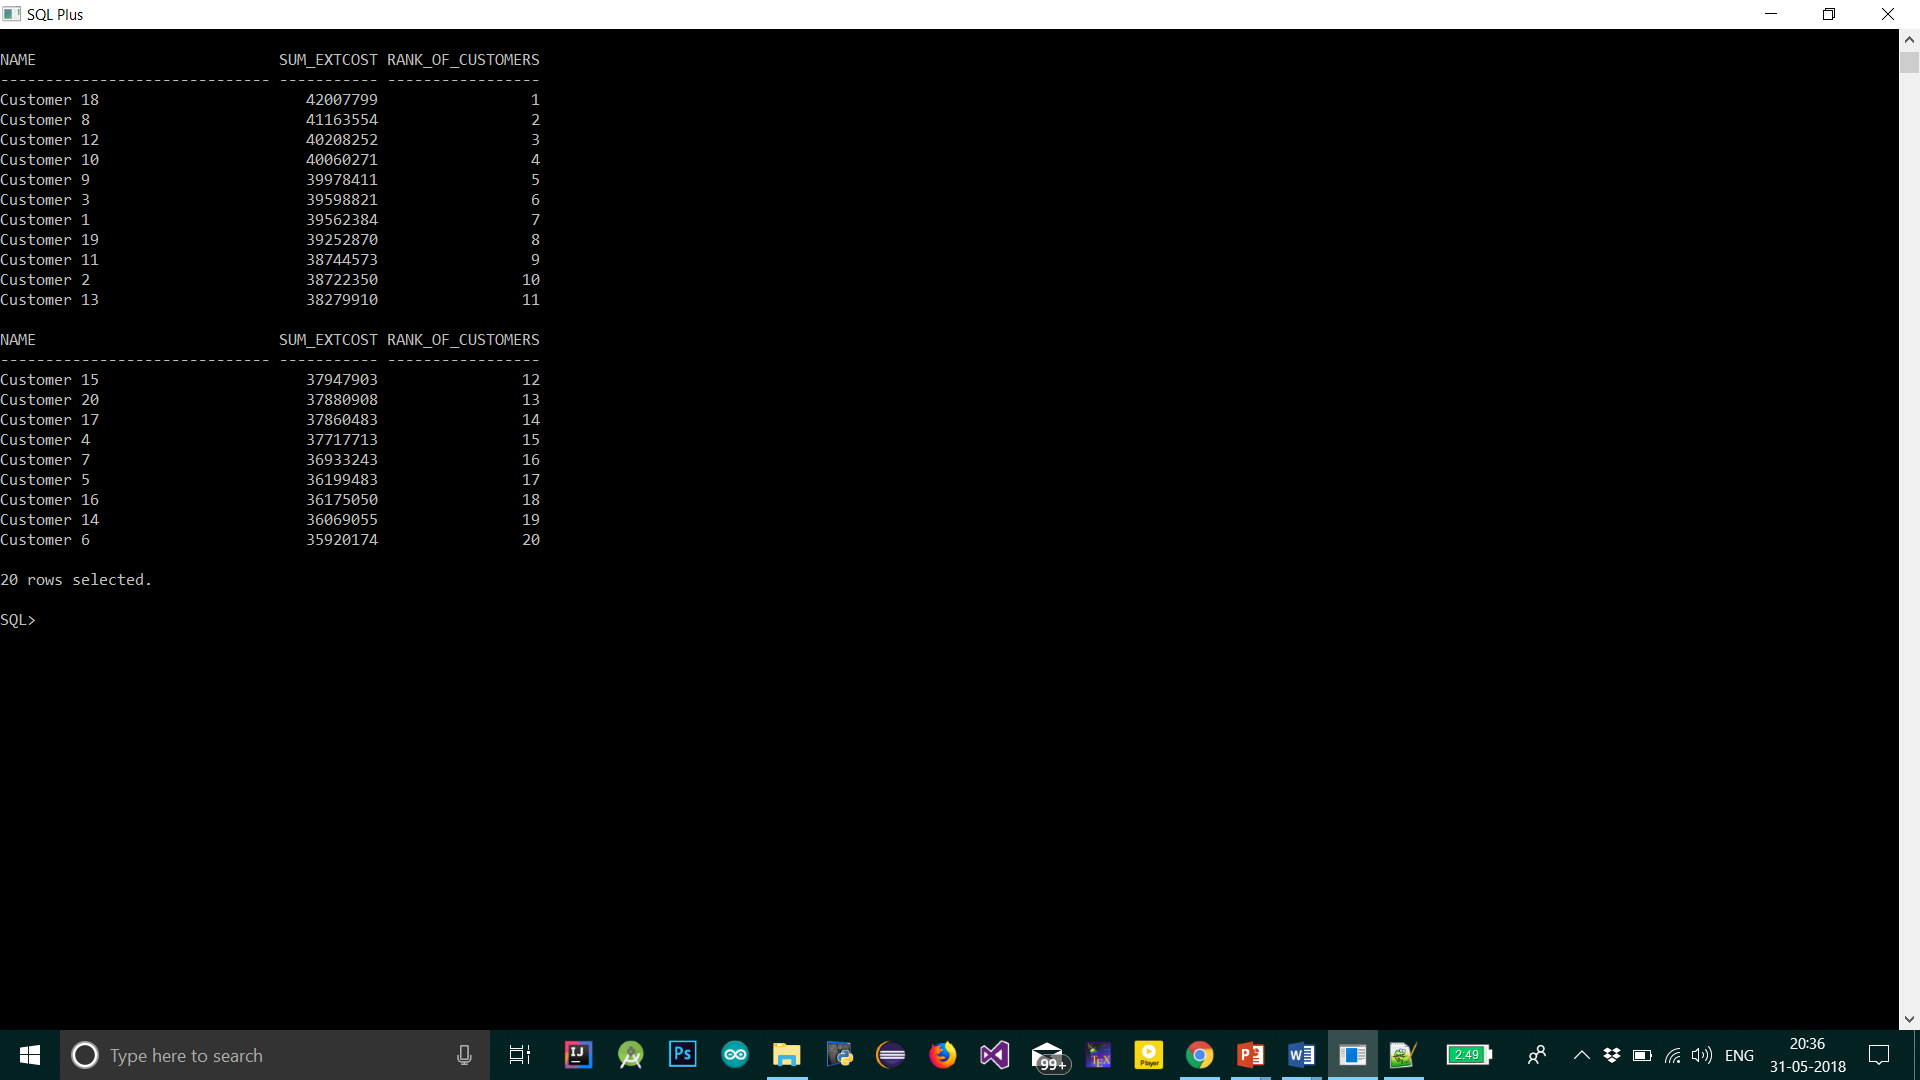 SQL Plus
NAME                           SUM_EXTCOST RANK_OF_CUSTOMERS
------------------------------ ----------- -----------------
Customer 18                       42007799                 1
Customer 8                        41163554                 2
Customer 12                       40208252                 3
Customer 10                       40060271                 4
Customer 9                        39978411                 5
Customer 3                        39598821                 6
Customer 1                        39562384                 7
Customer 19                       39252870                 8
Customer 11                       38744573                 9
Customer 2                        38722350                10
Customer 13                       38279910                11
NAME                           SUM_EXTCOST RANK_OF_CUSTOMERS
------------------------------ ----------- -----------------
Customer 15                       37947903                12
Customer 20                       37880908                13
Customer 17                       37860483                14
Customer 4                        37717713                15
Customer 7                        36933243                16
Customer 5                        36199483                17
Customer 16                       36175050                18
Customer 14                       36069055                19
Customer 6                        35920174                20
20 rows selected.
SQL>
Type here to search
IJ
Ps
99+
TEX
Player
P
W
2:49
ENG
20:36
31-05-2018